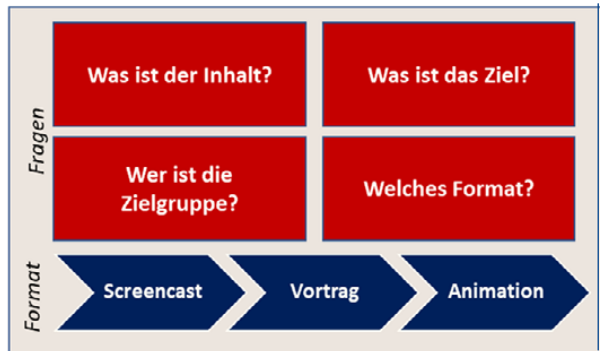 Fragen
Was ist der Inhalt?
Was ist das Ziel?
Wer ist die
Zielgruppe?
Welches Format?
Format
Screencast
Vortrag
Animation